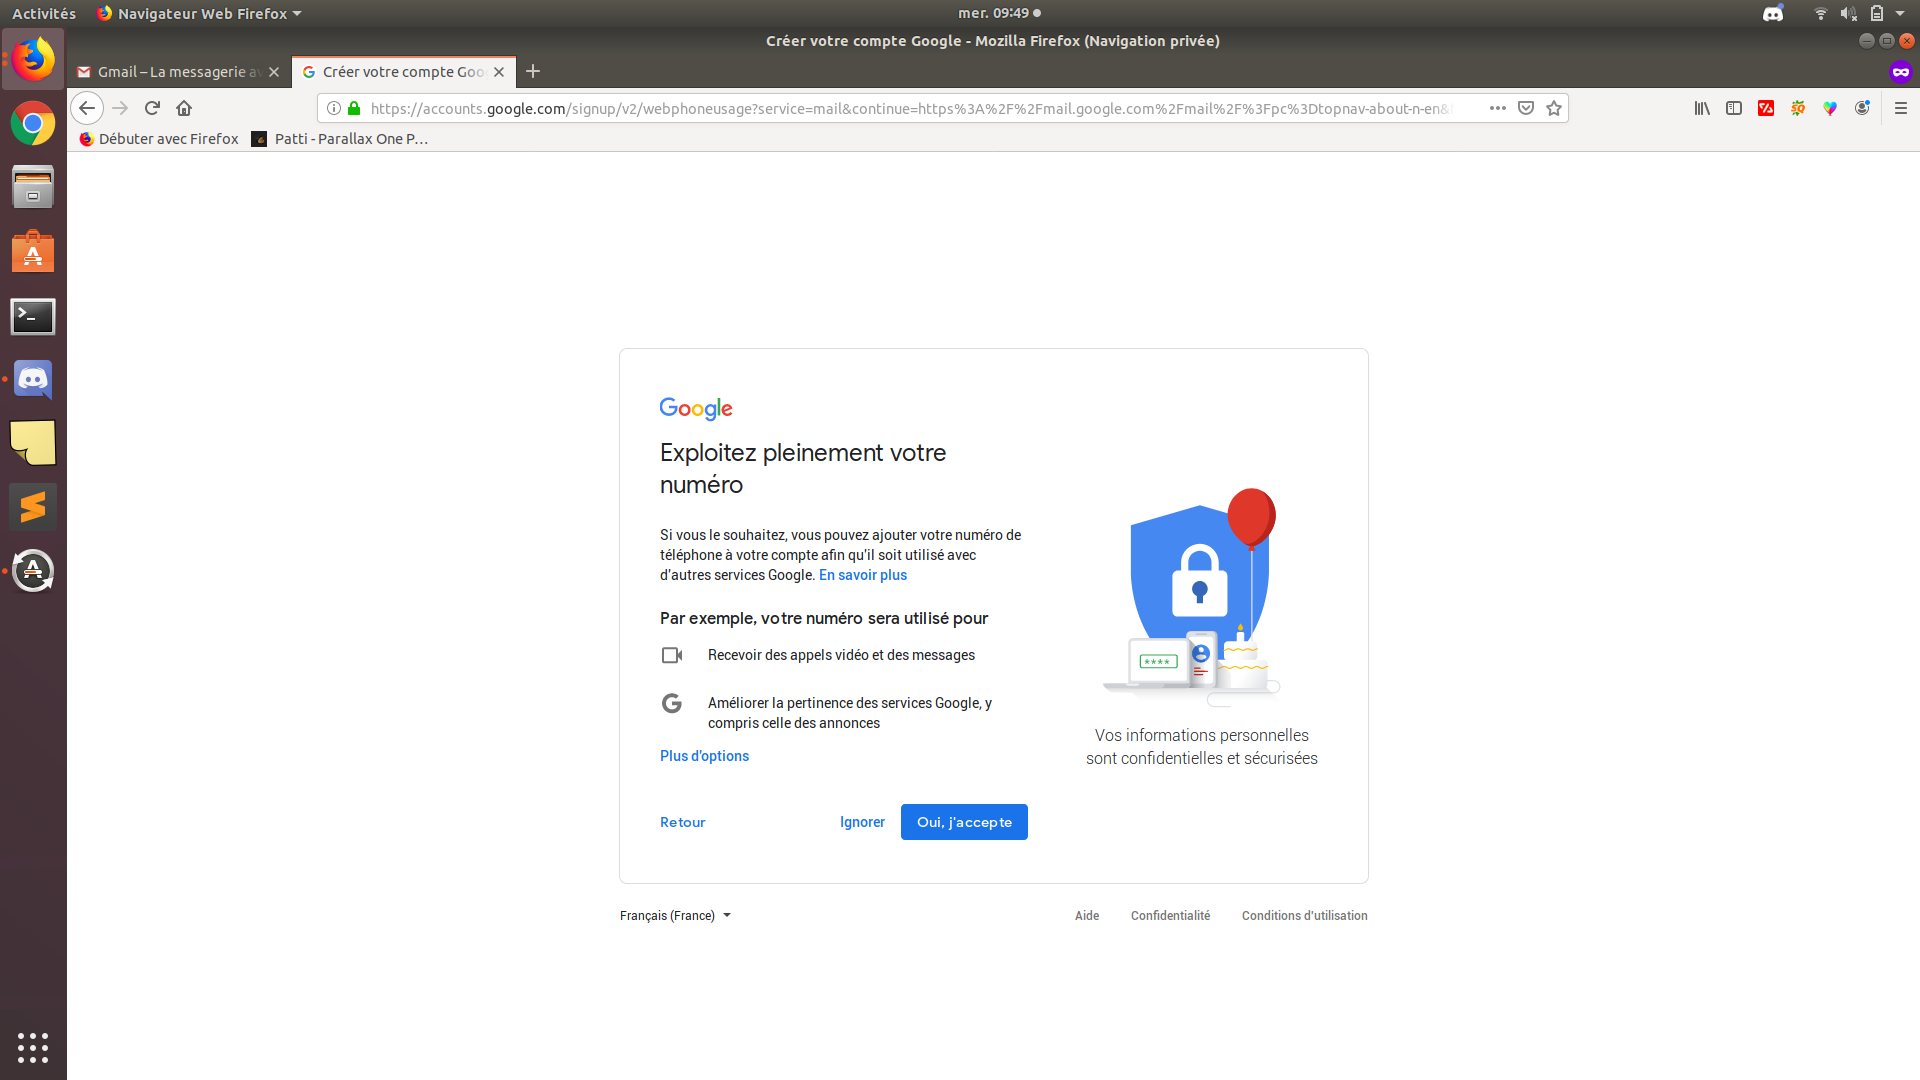 Activités
Navigateur Web Firefox
mer. 09:49
Créer votre compte Google - Mozilla Firefox (Navigation privée)
Gmail – La messagerie av
Créer votre compte Goo
https://accounts.google.com/signup/v2/webphoneusage?service=mail&continue=https%3A%2F%2Fmail.google.com%2Fmail%2F%3Fpc%3Dtopnav-about-n-en&
Débuter avec Firefox
Patti - Parallax One P…
Google
Exploitez pleinement votre
numéro
Si vous le souhaitez, vous pouvez ajouter votre numéro de
téléphone à votre compte afin qu'il soit utilisé avec
d'autres services Google. En savoir plus
Par exemple, votre numéro sera utilisé pour
Recevoir des appels vidéo et des messages
Améliorer la pertinence des services Google, y
compris celle des annonces
Plus d'options
Retour
Ignorer
Oui, j'accepte
****
Vos informations personnelles
sont confidentielles et sécurisées
Français (France)
Aide
Confidentialité
Conditions d'utilisation